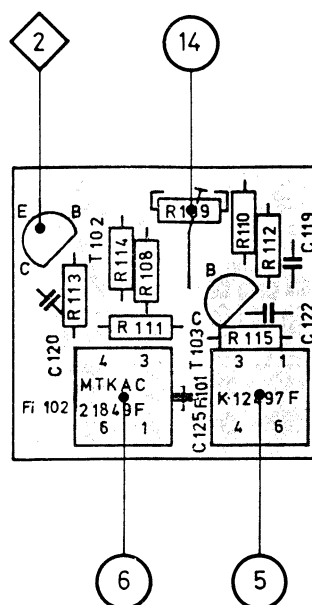 2
14
E
B
C
T 102
R 114
R 108
R 109
R 110
R 112
C 119
R 113
C 120
R 111
B
C
T 103
C 122
R 115
4 3
MTKAC
21849F
6 1
Fi 102
C 125
Fi 101
3 1
4 6
6
5